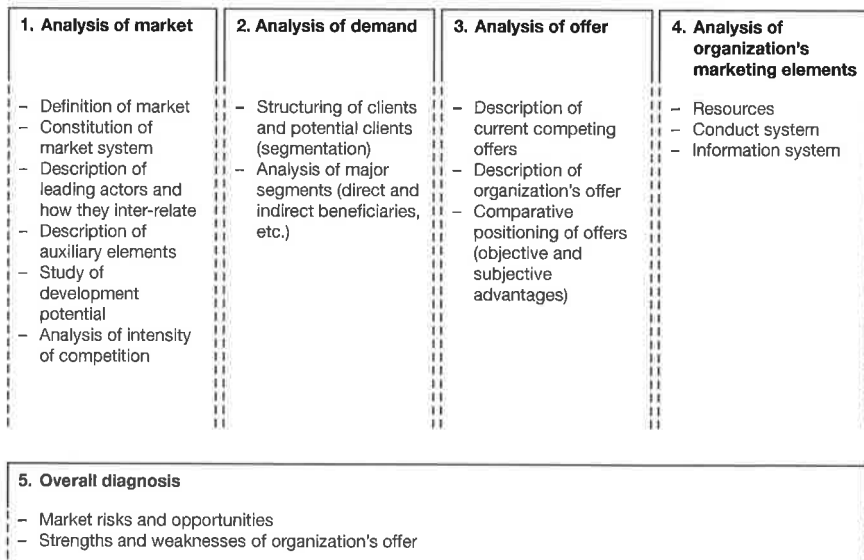 1. Analysis of market
– Definition of market
– Constitution of
market system
– Description of
leading actors and
how they inter-relate
– Description of
auxiliary elements
– Study of
development
potential
– Analysis of intensity
of competition
2. Analysis of demand
– Structuring of clients
and potential clients
(segmentation)
– Analysis of major
segments (direct and
indirect beneficiaries,
etc.)
3. Analysis of offer
– Description of
current competing
offers
– Description of
organization's offer
– Comparative
positioning of offers
(objective and
subjective
advantages)
4. Analysis of
organization's
marketing elements
– Resources
– Conduct system
– Information system
5. Overall diagnosis
– Market risks and opportunities
– Strengths and weaknesses of organization's offer